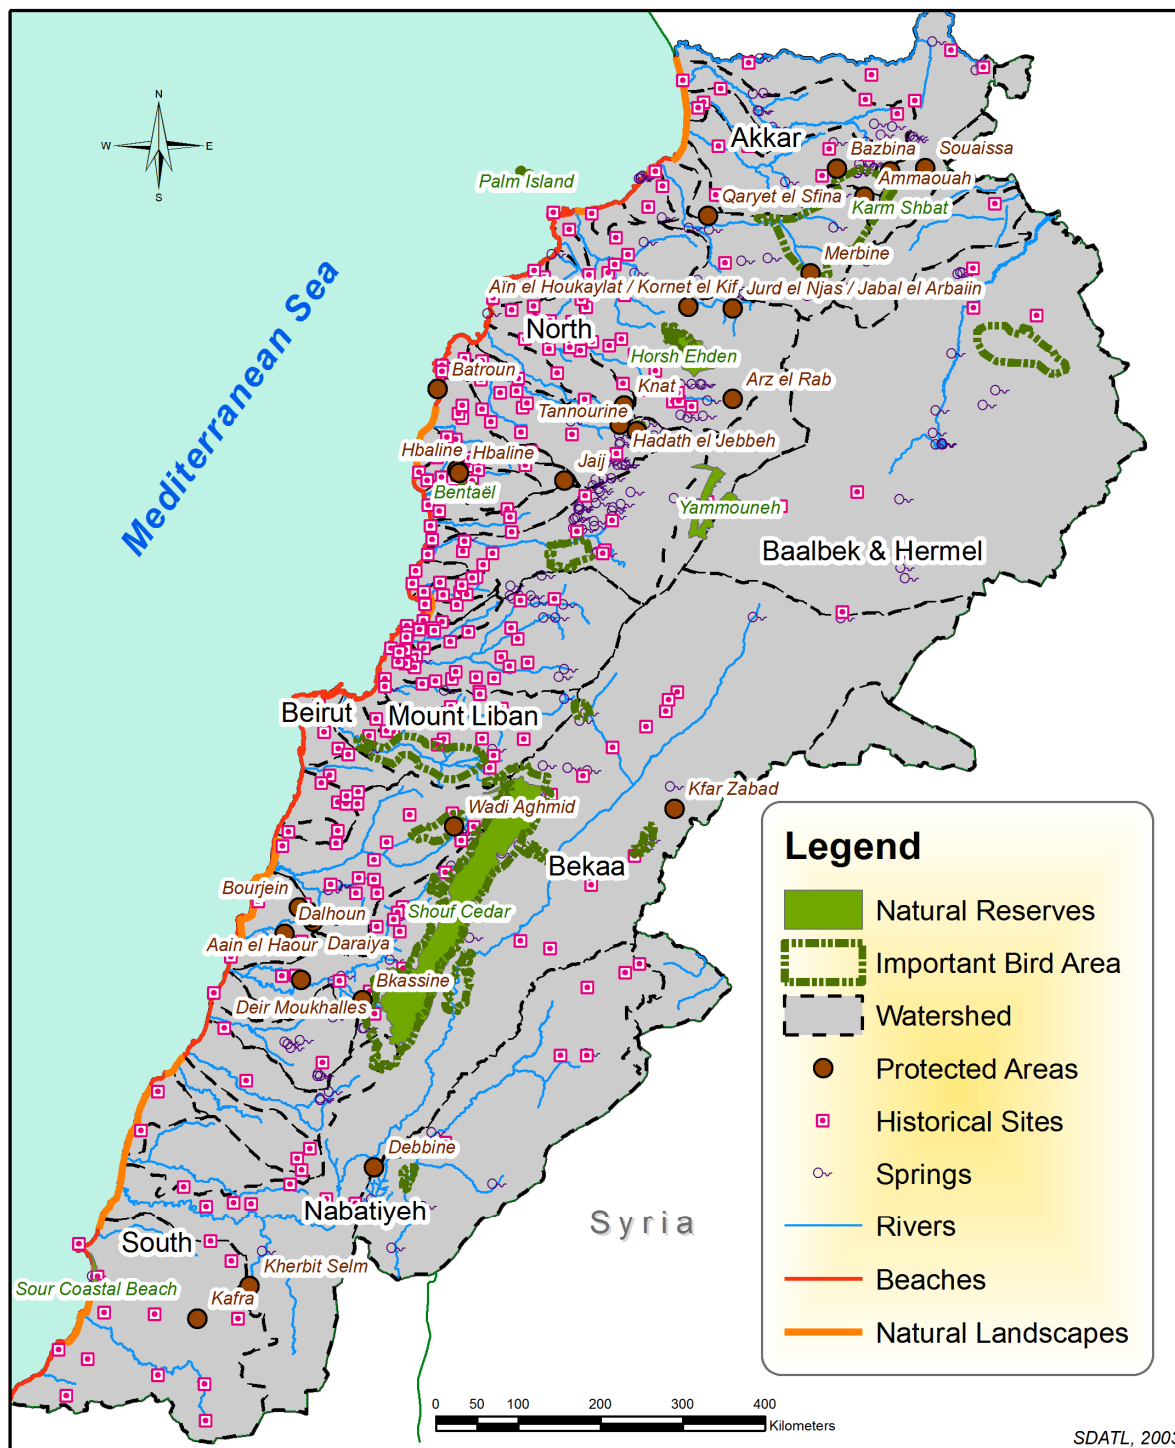 N
W
E
S
Akkar
Bazbina
Souaissa
Ammaouah
Palm Island
Qaryet el Sfina
Karm Shbat
Merbine
Aïn el Houkaylat / Kornet el Kif
Jurd el Njas / Jabal el Arbaiin
Mediterranean Sea
North
Horsh Ehden
Batroun
Knat
Arz el Rab
Tannourine
Hadath el Jebbeh
Hbaline
Hbaline
Jaij
Bentaël
Yammouneh
Baalbek & Hermel
Beirut
Mount Liban
Kfar Zabad
Wadi Aghmid
Bekaa
Bourjein
Dalhoun
Shouf Cedar
Aain el Haour
Daraiya
Bkassine
Deir Moukhalles
Debbine
Nabatiyeh
Syria
South
Kherbit Selm
Sour Coastal Beach
Kafra
Legend
Natural Reserves
Important Bird Area
Watershed
Protected Areas
Historical Sites
Springs
Rivers
Beaches
Natural Landscapes
0 50 100 200 300 400
Kilometers
SDATL, 2003